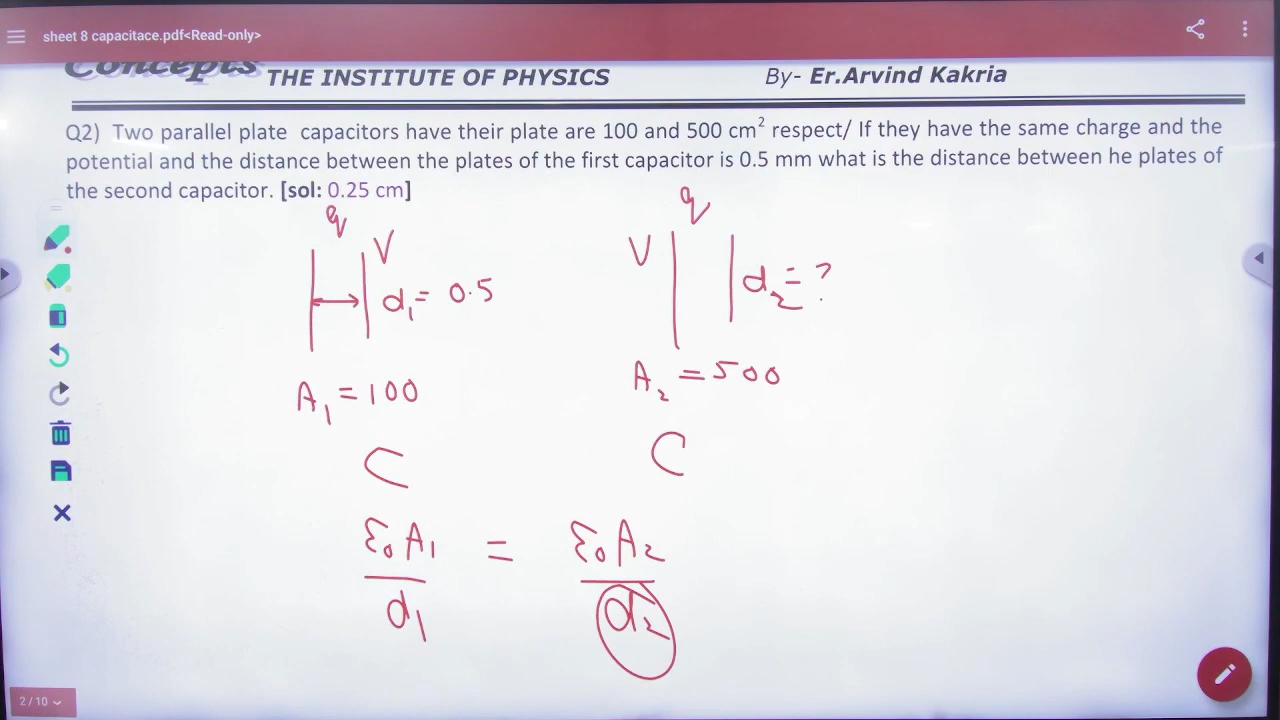 sheet 8 capacitace.pdf<Read-only>
Concepts THE INSTITUTE OF PHYSICS By- Er.Arvind Kakria
Q2) Two parallel plate capacitors have their plate are 100 and 500 cm² respect/ If they have the same charge and the
potential and the distance between the plates of the first capacitor is 0.5 mm what is the distance between he plates of
the second capacitor. [sol: 0.25 cm]
q q
V V
d₁ = 0.5 d₂ = ?
A₁ = 100 A₂ = 500
C C
ε₀A₁ = ε₀A₂
d₁ d₂
2 / 10